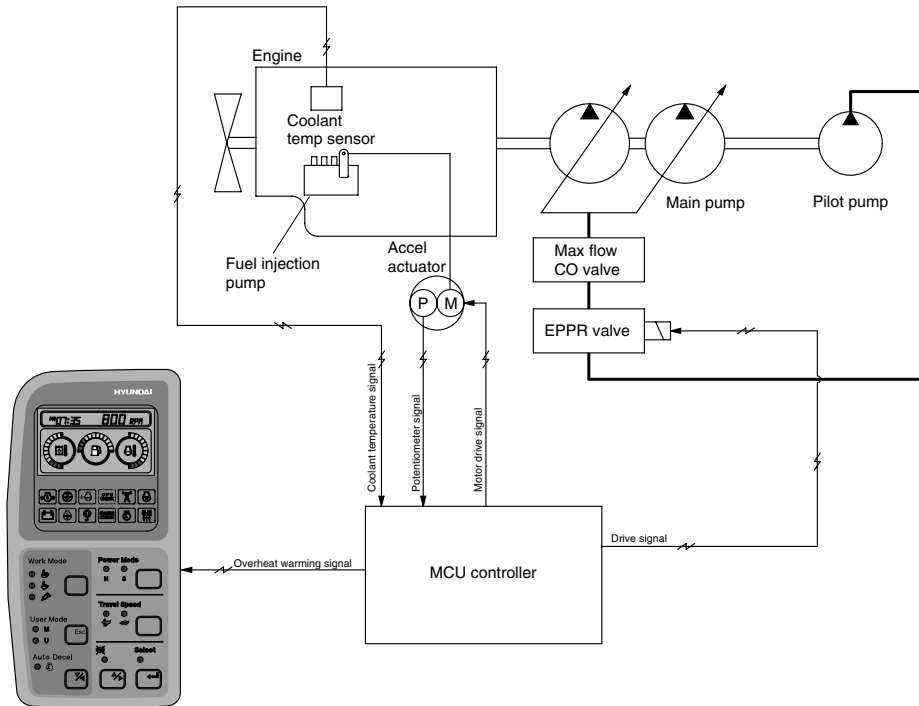 Engine
Coolant
temp sensor
Fuel injection
pump
Accel
actuator
P
M
Main pump
Pilot pump
Max flow
CO valve
EPPR valve
Coolant temperature signal
Potentiometer signal
Motor drive signal
Drive signal
MCU controller
Overheat warming signal
HYUNDAI
07:35
800 RPM
Work Mode
Power Mode
H
S
Travel Speed
User Mode
M
U
Esc
Auto Decel
Select